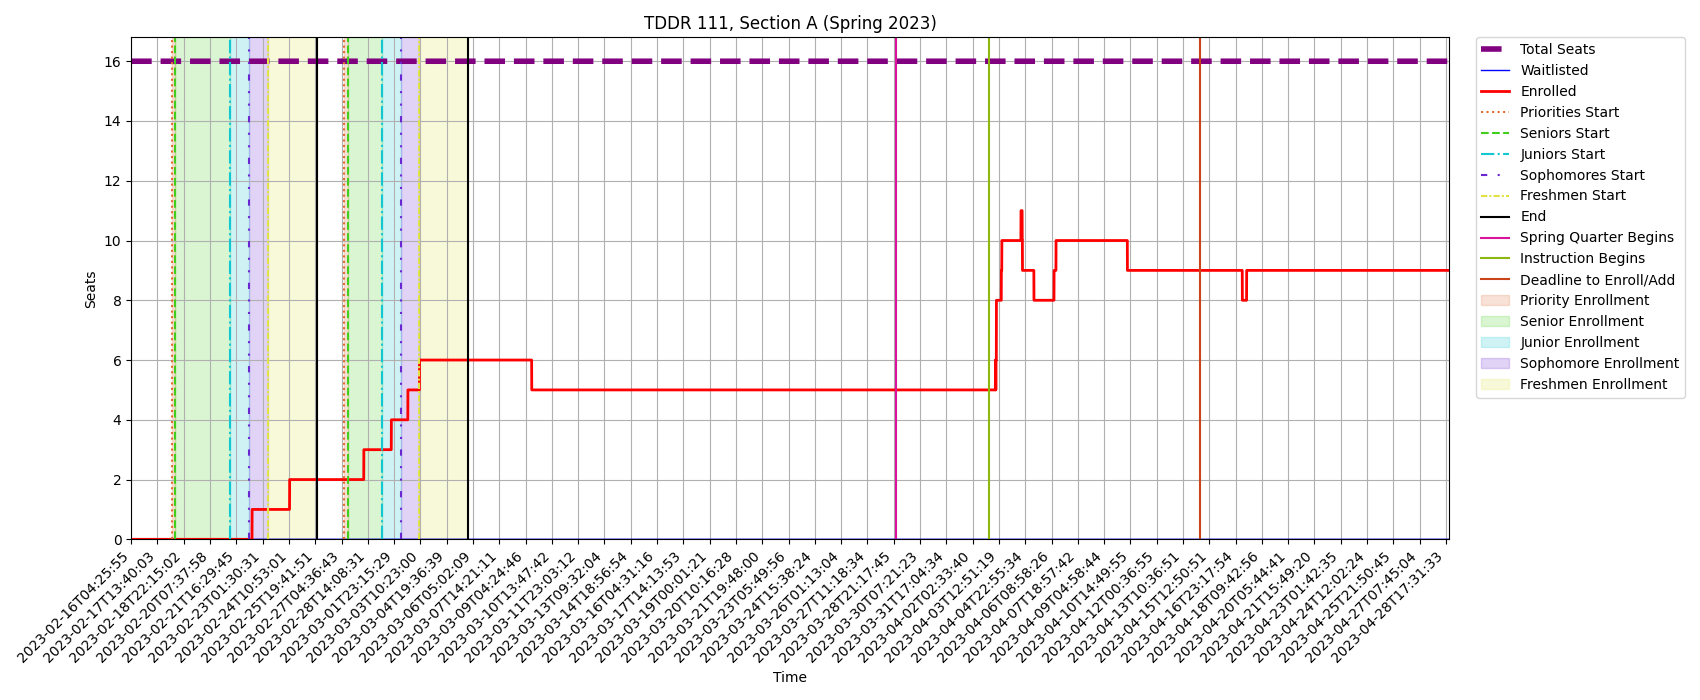 TDDR 111, Section A (Spring 2023)
Seats
16
14
12
10
8
6
4
2
0
2023-02-16T04:25:55
2023-02-17T13:40:03
2023-02-18T22:15:02
2023-02-20T07:37:58
2023-02-21T16:29:45
2023-02-23T01:30:31
2023-02-24T10:53:01
2023-02-25T19:41:51
2023-02-27T04:36:43
2023-02-28T14:08:31
2023-03-01T23:15:29
2023-03-03T10:23:00
2023-03-04T19:36:39
2023-03-06T05:02:09
2023-03-07T14:21:11
2023-03-09T04:24:46
2023-03-10T13:47:42
2023-03-11T23:03:12
2023-03-13T09:32:04
2023-03-14T18:56:54
2023-03-16T04:31:16
2023-03-17T14:13:53
2023-03-19T00:01:21
2023-03-20T10:16:28
2023-03-21T19:48:00
2023-03-23T05:49:56
2023-03-24T15:38:24
2023-03-26T01:13:04
2023-03-27T11:18:34
2023-03-28T21:17:45
2023-03-30T07:21:23
2023-03-31T17:04:34
2023-04-02T02:33:40
2023-04-03T12:51:19
2023-04-04T22:55:34
2023-04-06T08:58:26
2023-04-07T18:57:42
2023-04-09T04:58:44
2023-04-10T14:49:55
2023-04-12T00:36:55
2023-04-13T10:36:51
2023-04-15T12:50:51
2023-04-16T23:17:54
2023-04-18T09:42:56
2023-04-20T05:44:41
2023-04-21T15:49:20
2023-04-23T01:42:35
2023-04-24T12:02:24
2023-04-25T21:50:45
2023-04-27T07:45:04
2023-04-28T17:31:33
Time
Total Seats
Waitlisted
Enrolled
Priorities Start
Seniors Start
Juniors Start
Sophomores Start
Freshmen Start
End
Spring Quarter Begins
Instruction Begins
Deadline to Enroll/Add
Priority Enrollment
Senior Enrollment
Junior Enrollment
Sophomore Enrollment
Freshmen Enrollment